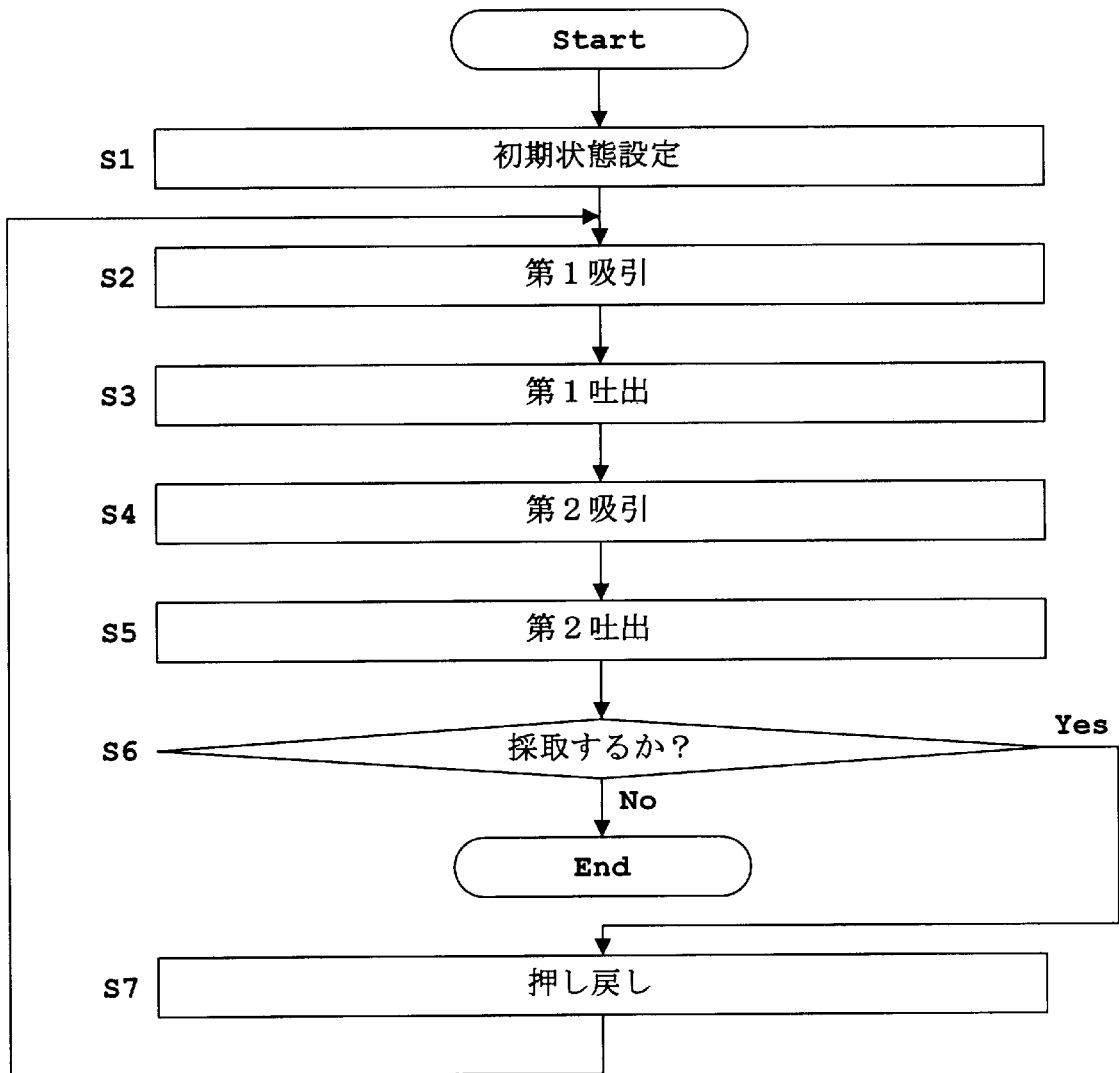 Start
S1 初期状態設定
S2 第１吸引
S3 第１吐出
S4 第２吸引
S5 第２吐出
S6 採取するか？ Yes
No
End
S7 押し戻し